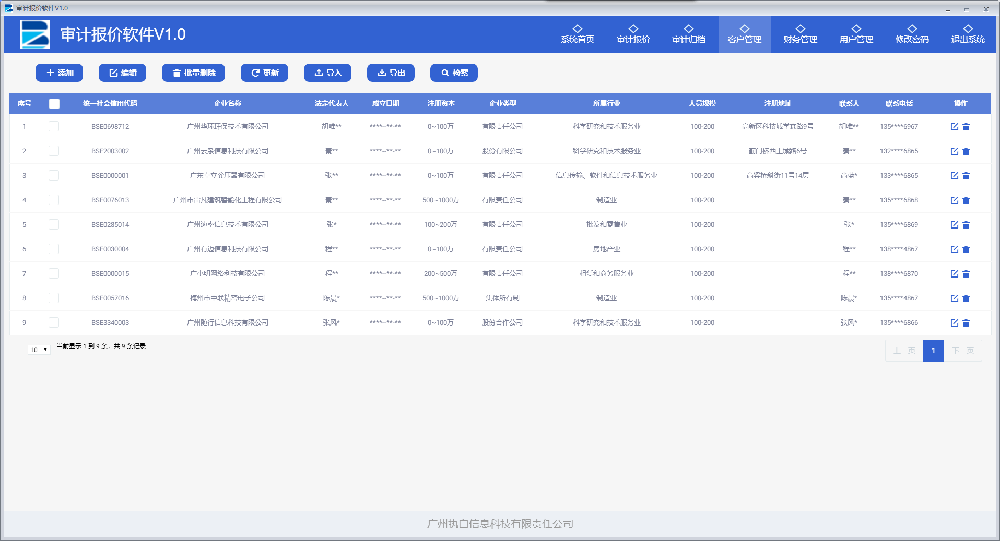 审计报价软件V1.0
审计报价软件V1.0
系统首页 审计报价 审计归档 客户管理 财务管理 用户管理 修改密码 退出系统
添加 编辑 批量删除 更新 导入 导出 检索
序号 统一社会信用代码 企业名称 法定代表人 成立日期 注册资本 企业类型 所属行业 人员规模 注册地址 联系人 联系电话 操作
1 BSE0698712 广州华环玕保技术有限公司 胡唯** ****-**-** 0~100万 有限责任公司 科学研究和技术服务业 100-200 高新区科技城学森路9号 胡唯** 135****6967
2 BSE2003002 广州云系信息利技有限公司 秦** ****-**-** 0~100万 股份有限公司 科学研究和技术服务业 100-200 蓟门桥西土城路6号 秦** 132****6865
3 BSE0000001 广东卓立龚压器有限公司 张** ****-**-** 0~100万 有限责任公司 信息传输、软件和信息技术服务业 100-200 高粱桥斜街11号14层 尚蓝* 133****6865
4 BSE0076013 广州市雷凡建筑誓能化工程有限公司 秦** ****-**-** 500~1000万 有限责任公司 制造业 100-200 秦** 135****6868
5 BSE0285014 广州速率信息技术有限公司 张* ****-**-** 100~200万 有限责任公司 批发和零售业 100-200 张* 135****6869
6 BSE0030004 广州有迈信息利技有限公司 程** ****-**-** 0~100万 有限责任公司 房地产业 100-200 程** 138****4867
7 BSE0000015 广小明网络利技有限公司 程** ****-**-** 200~500万 有限责任公司 租赁和商务服务业 100-200 程** 138****6870
8 BSE0057016 梅州市中联精密电子公司 陈晨* ****-**-** 500~1000万 集体所有制 制造业 100-200 陈晨* 135****4867
9 BSE3340003 广州随行信息科技有限公司 张风* ****-**-** 0~100万 股份合作公司 科学研究和技术服务业 100-200 张风* 135****6866
10 当前显示 1 到 9 条，共 9 条记录 上一页 1 下一页
广州执白信息科技有限责任公司